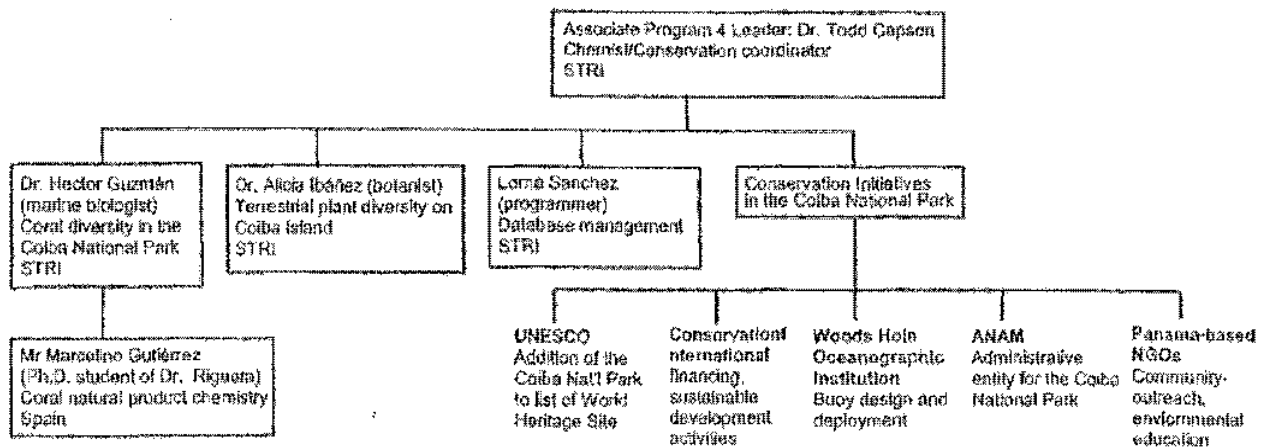 Associate Program 4 Leader: Dr. Todd Capson
Chemist/Conservation coordinator
STRI
Dr. Hector Guzmán
(marine biologist)
Coral diversity in the
Coiba National Park
STRI
Dr. Alicia Ibáñez (botanist)
Terrestrial plant diversity on
Coiba Island
STRI
Lorna Sanchez
(programmer)
Database management
STRI
Conservation Initiatives
in the Coiba National Park
Mr Marcelino Gutiérrez
(Ph.D. student of Dr. Riguera)
Coral natural product chemistry
Spain
UNESCO
Addition of the
Coiba Nat'l Park
to list of World
Heritage Site
ConservationI
nternational
financing,
sustainable
development
activities
Woods Hole
Oceanographic
Institution
Buoy design and
deployment
ANAM
Administrative
entity for the Coiba
National Park
Panama-based
NGOs
Community-
outreach,
enviornmental
education